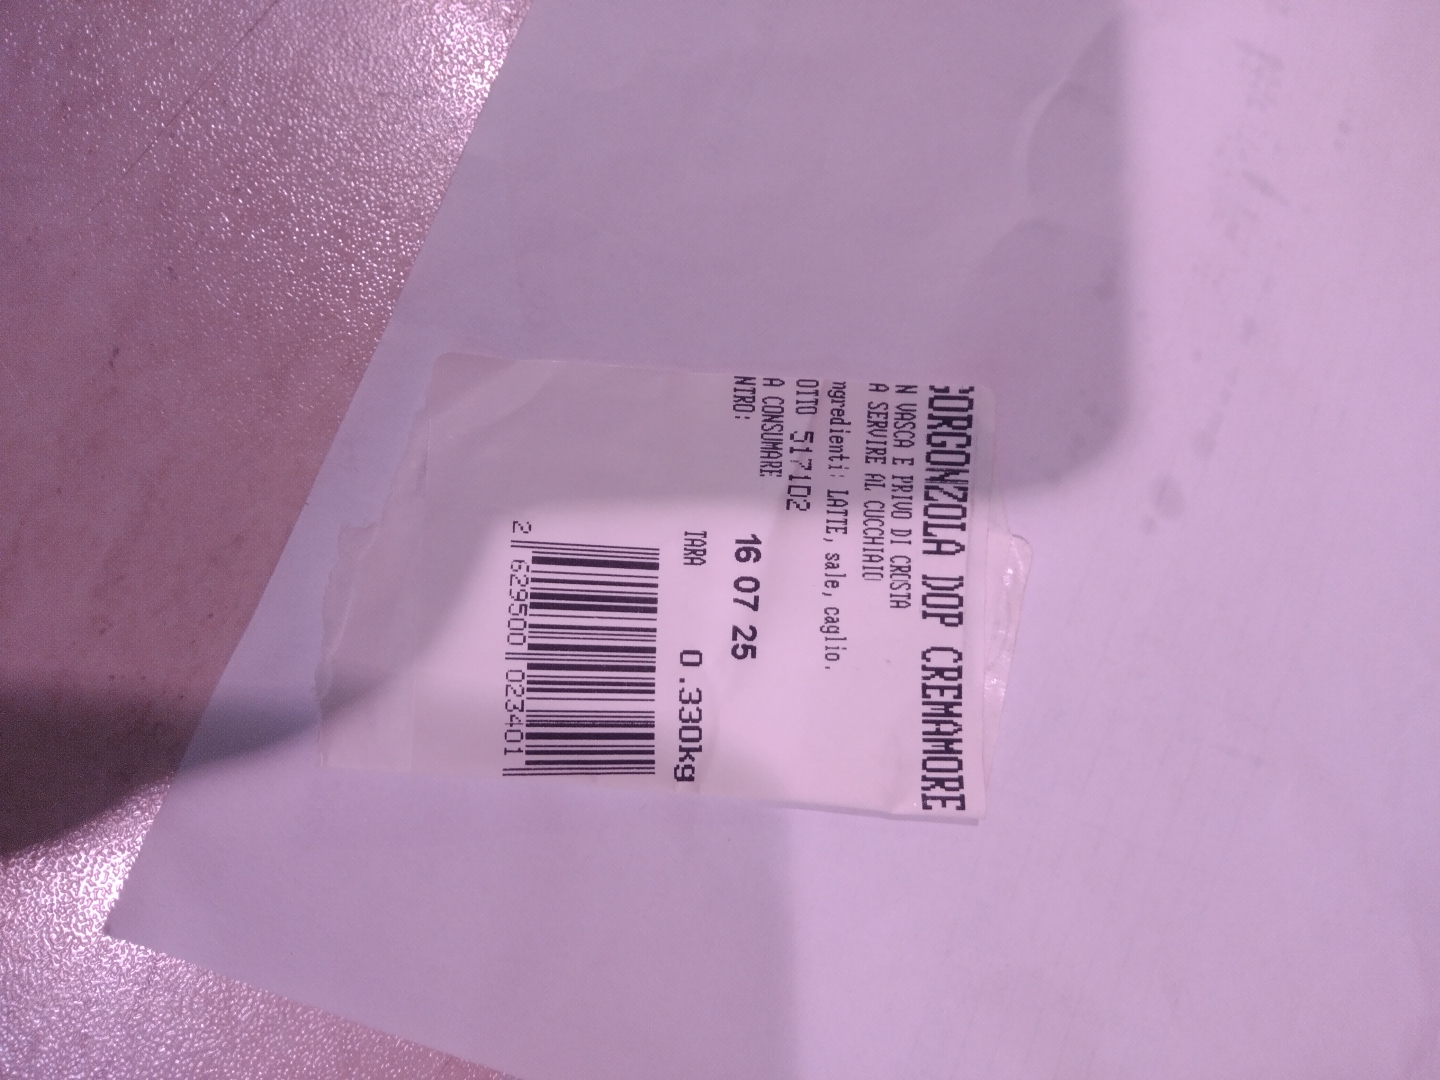 GORGONZOLA DOP CREMAMORE
N VASCA E PRIVO DI CROSTA
A SERVIRE AL CUCCHIAIO
ngredienti: LATTE, sale, caglio.
OTTO 517102
A CONSUMARE
NTRO:
16 07 25
TARA 0.330kg
2 629500 023401